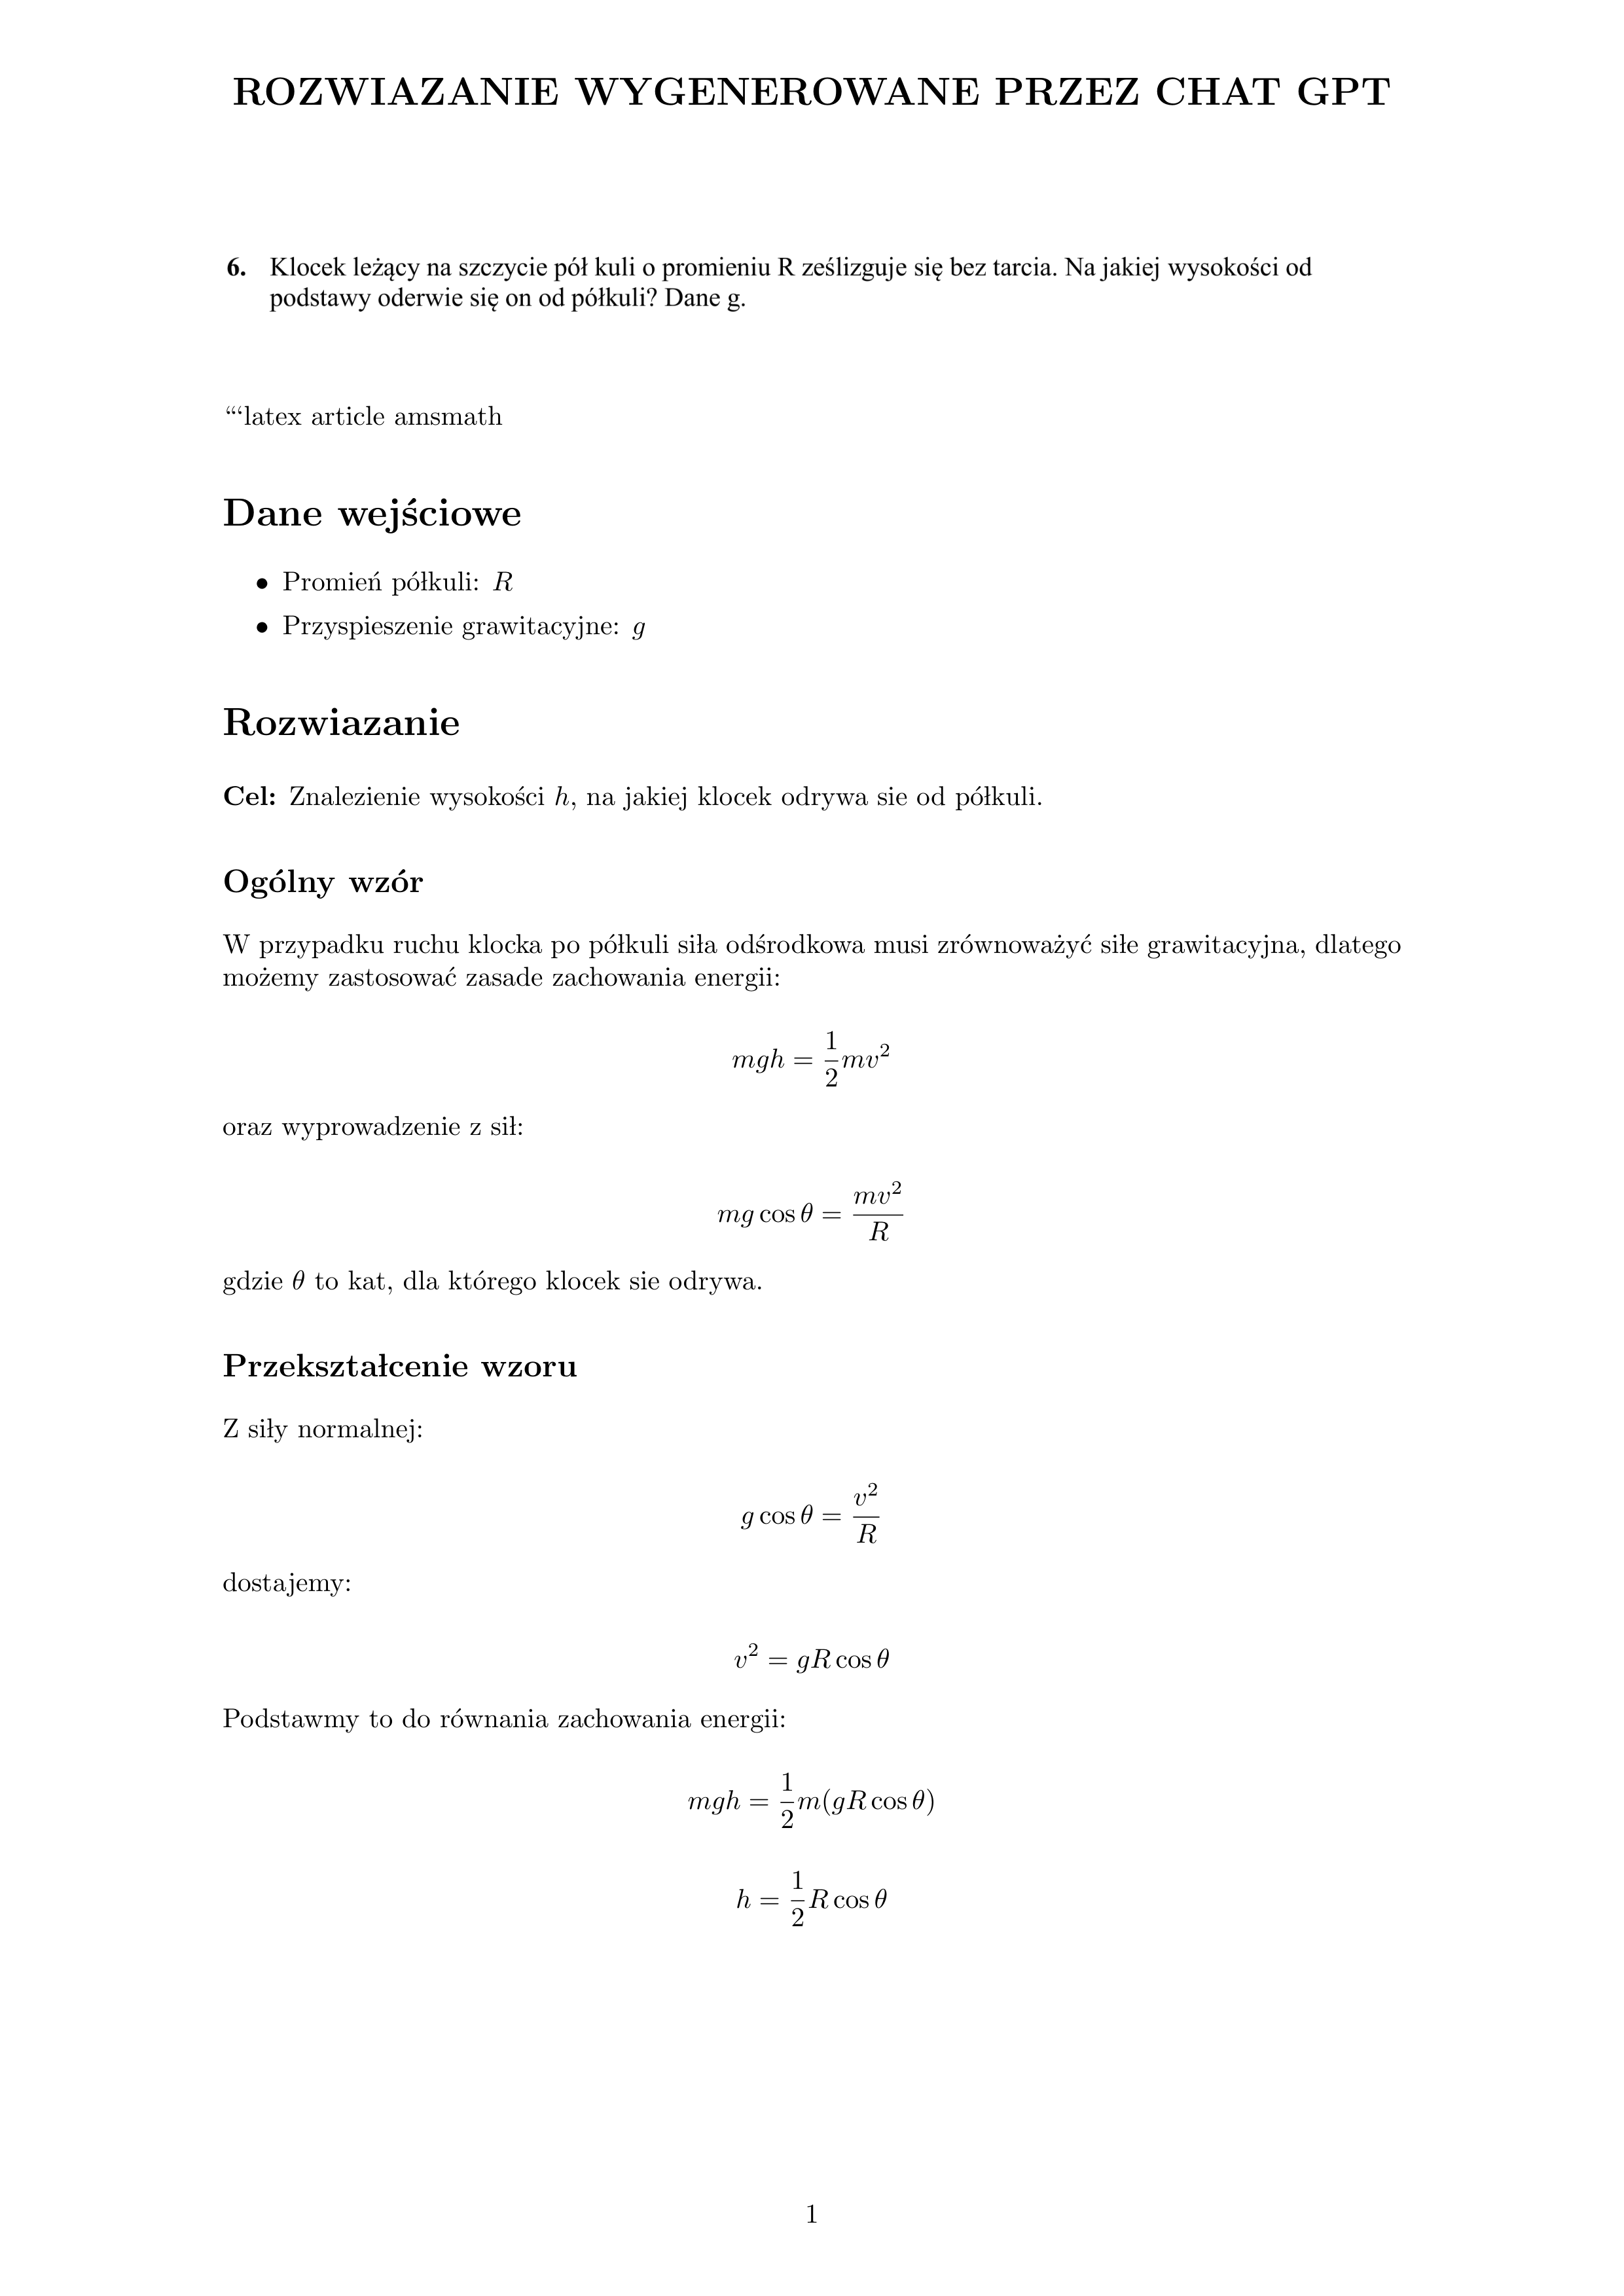 ROZWIAZANIE WYGENEROWANE PRZEZ CHAT GPT
6. Klocek leżący na szczycie pół kuli o promieniu R ześlizguje się bez tarcia. Na jakiej wysokości od
podstawy oderwie się on od półkuli? Dane g.
“‘latex article amsmath
Dane wejściowe
• Promień półkuli: R
• Przyspieszenie grawitacyjne: g
Rozwiazanie
Cel: Znalezienie wysokości h, na jakiej klocek odrywa sie od półkuli.
Ogólny wzór
W przypadku ruchu klocka po półkuli siła odśrodkowa musi zrównoważyć siłe grawitacyjna, dlatego
możemy zastosować zasade zachowania energii:
mgh = \frac{1}{2}mv^2
oraz wyprowadzenie z sił:
mg cos θ = \frac{mv^2}{R}
gdzie θ to kat, dla którego klocek sie odrywa.
Przekształcenie wzoru
Z siły normalnej:
g cos θ = \frac{v^2}{R}
dostajemy:
v^2 = gR cos θ
Podstawmy to do równania zachowania energii:
mgh = \frac{1}{2}m(gR cos θ)
h = \frac{1}{2}R cos θ
1